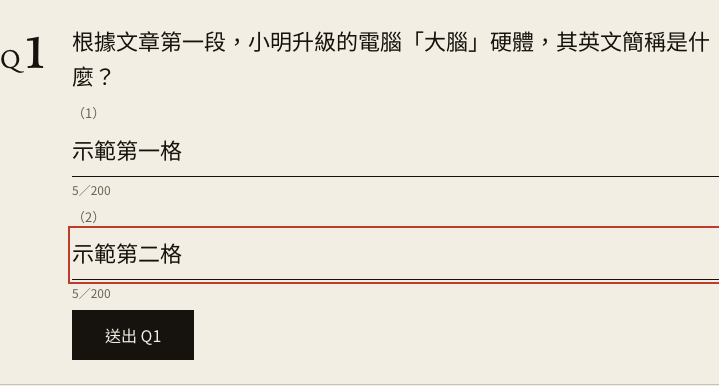 Q1
根據文章第一段，小明升級的電腦「大腦」硬體，其英文簡稱是什
麼？
（1）
示範第一格
5／200
（2）
示範第二格
5／200
送出 Q1